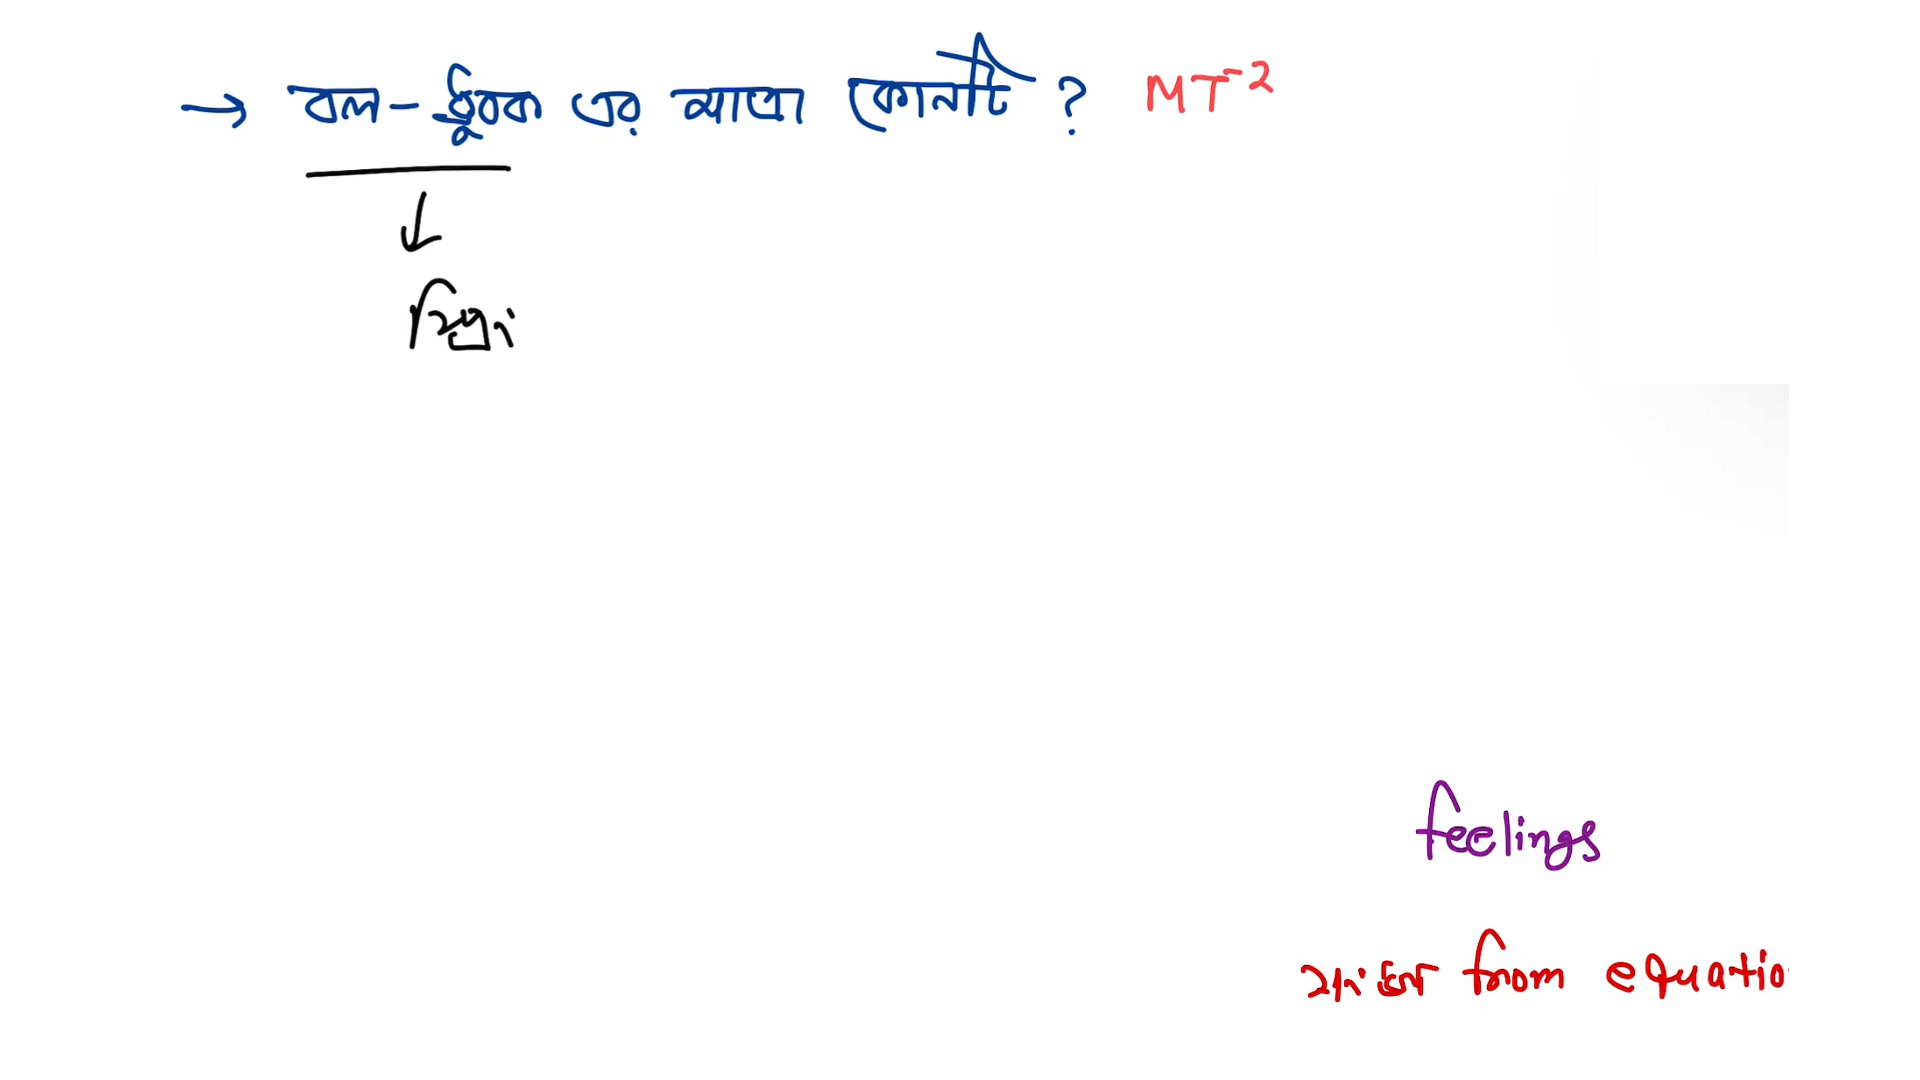 → বল - ধ্রুবক এর মাত্রা কোনটি ? MT⁻²
স্প্রিং
feelings
সংজ্ঞা from equatio